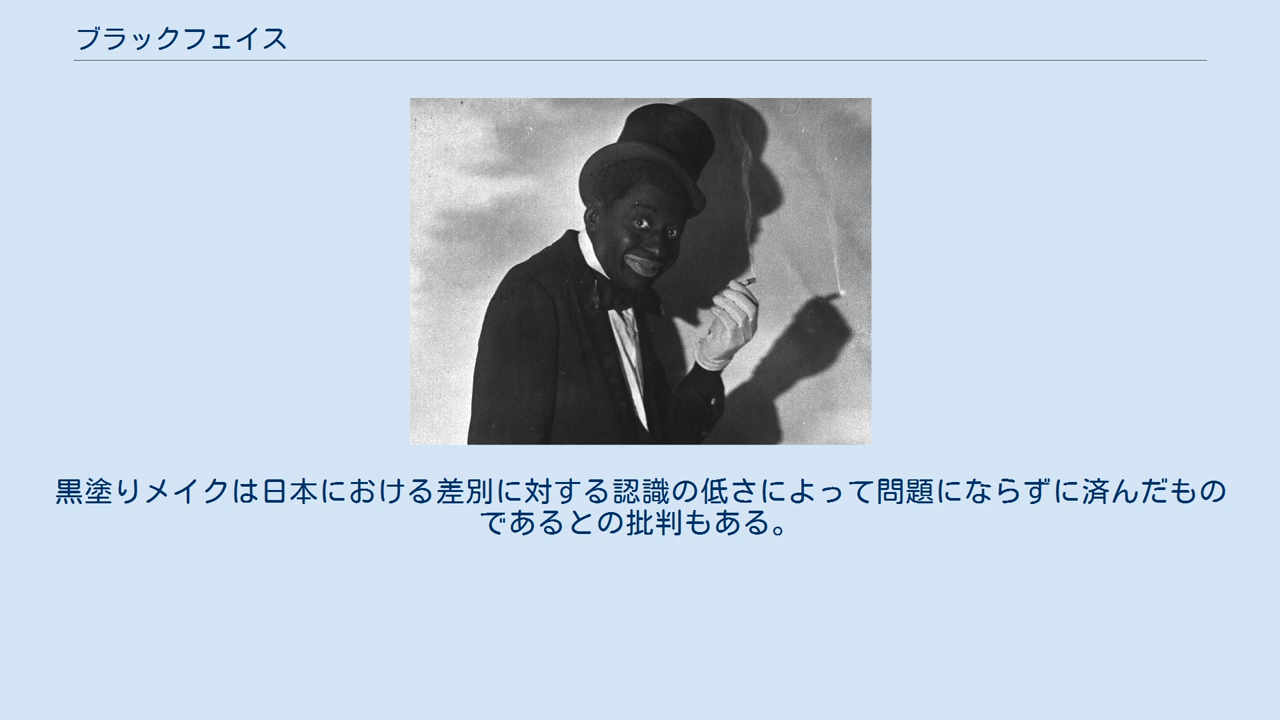 ブラックフェイス
黒塗りメイクは日本における差別に対する認識の低さによって問題にならずに済んだもの
であるとの批判もある。